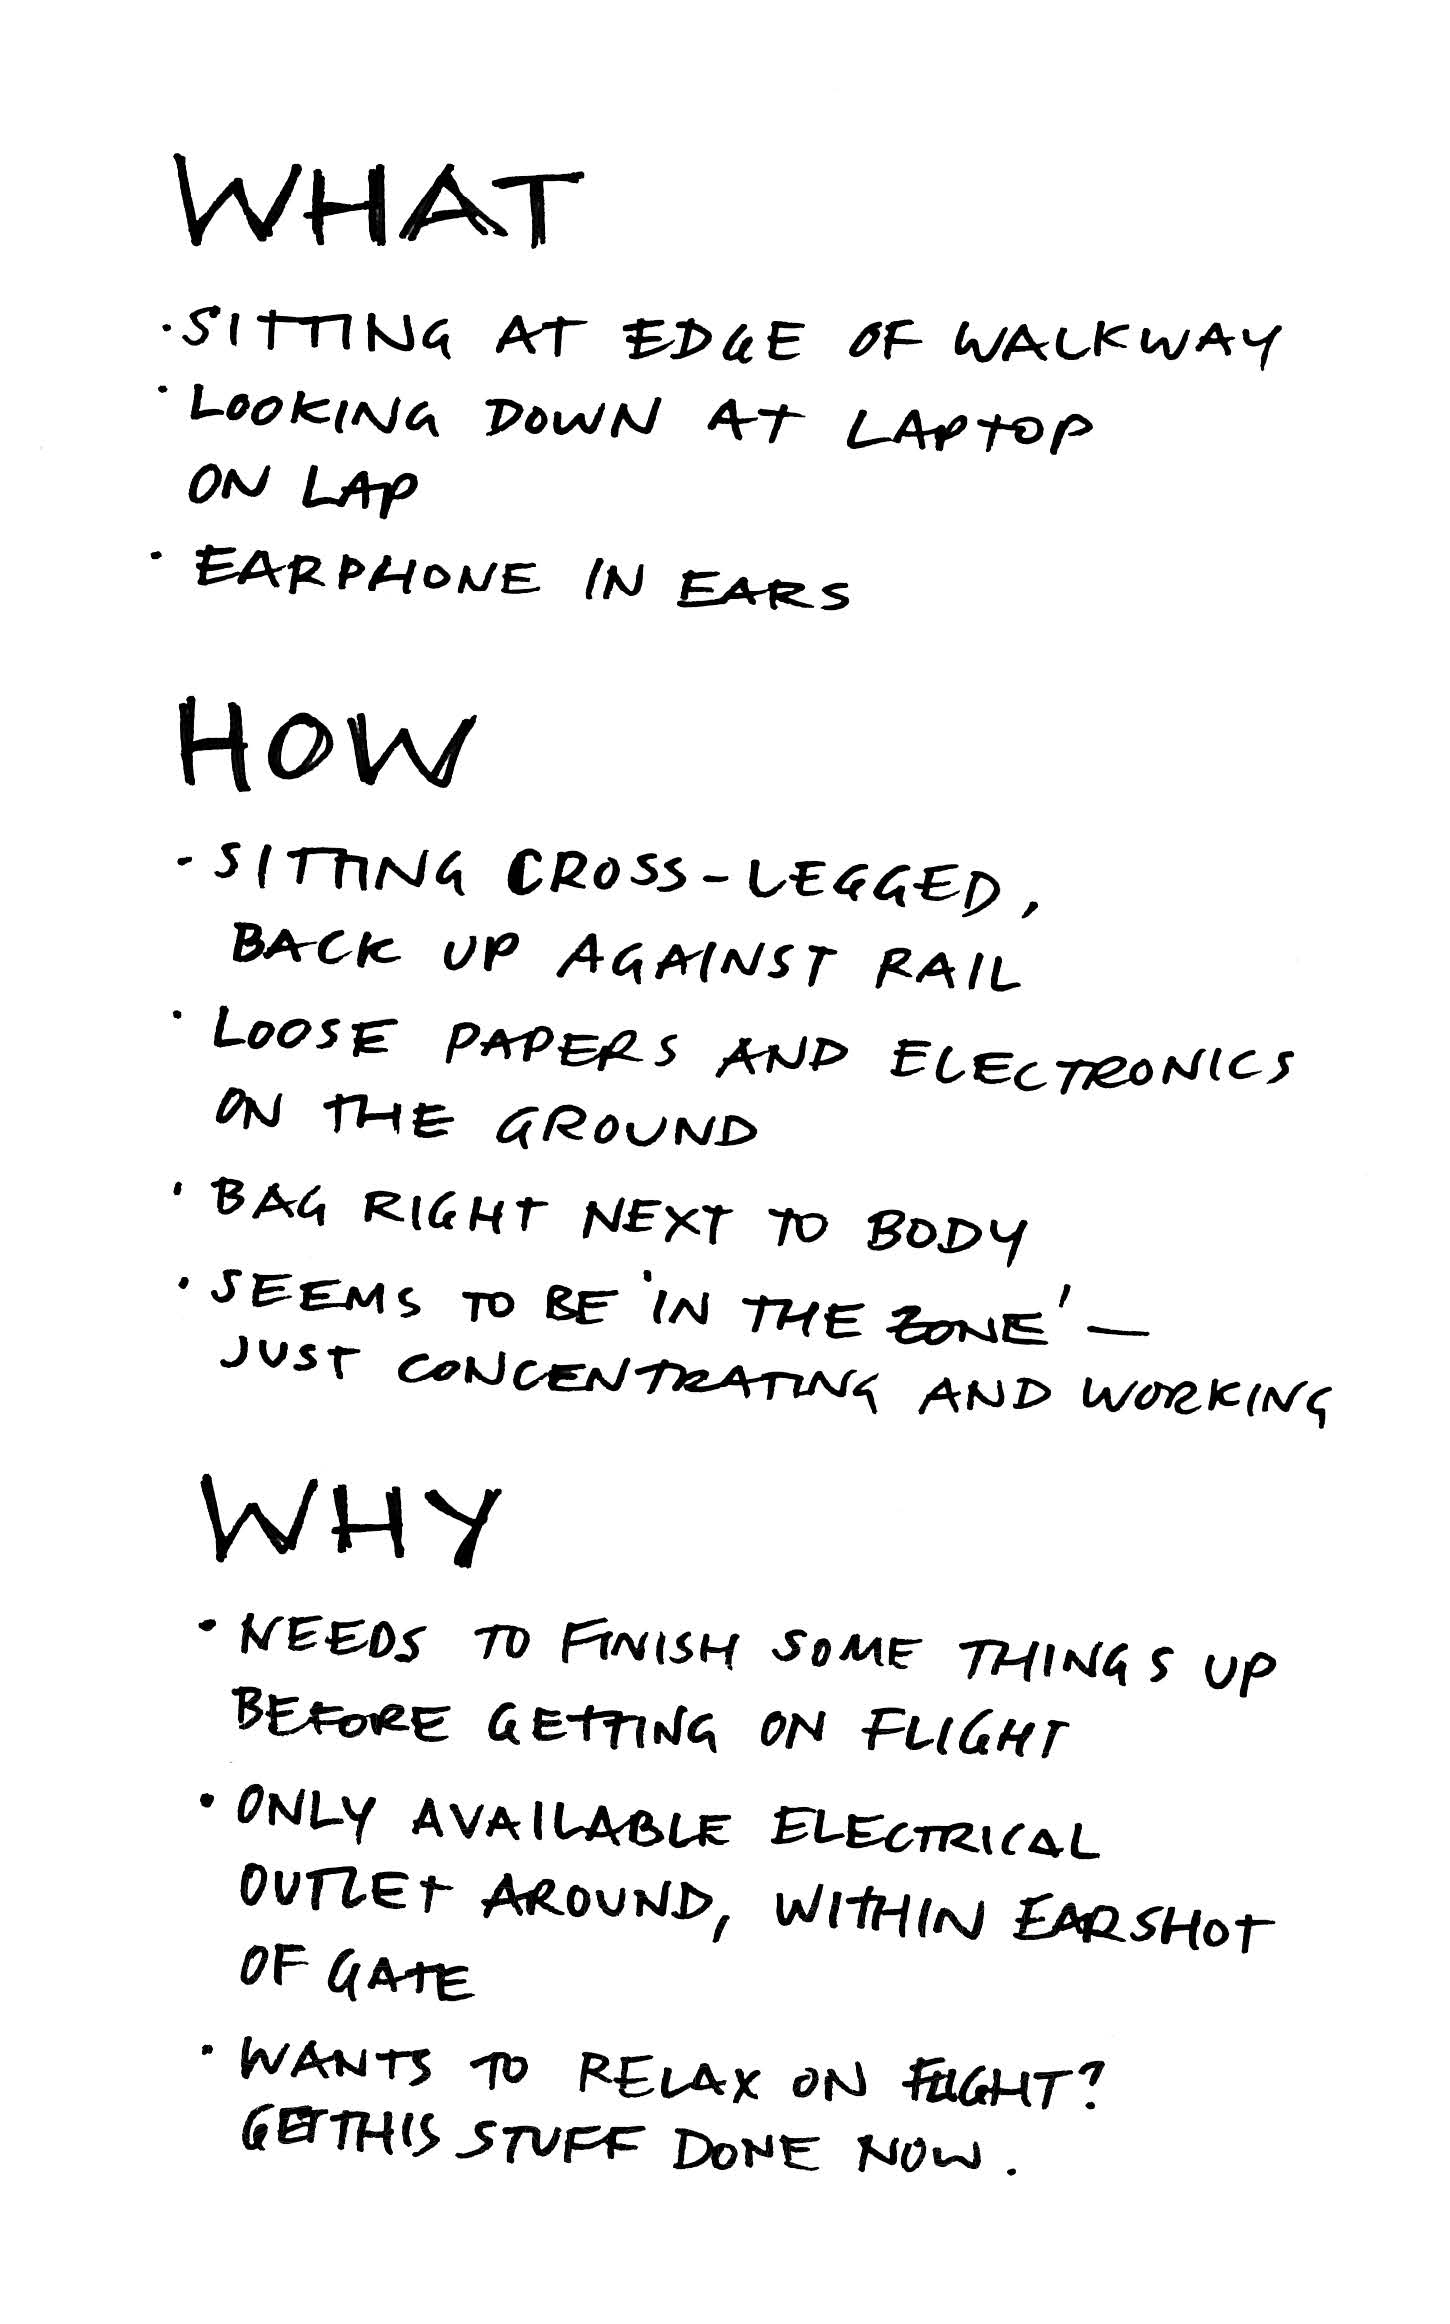 WHAT
· SITTING AT EDGE OF WALKWAY
· LOOKING DOWN AT LAPTOP
ON LAP
· EARPHONE IN EARS
HOW
· SITTING CROSS-LEGGED,
BACK UP AGAINST RAIL
· LOOSE PAPERS AND ELECTRONICS
ON THE GROUND
· BAG RIGHT NEXT TO BODY
· SEEMS TO BE 'IN THE ZONE' —
JUST CONCENTRATING AND WORKING
WHY
· NEEDS TO FINISH SOME THINGS UP
BEFORE GETTING ON FLIGHT
· ONLY AVAILABLE ELECTRICAL
OUTLET AROUND, WITHIN EARSHOT
OF GATE
· WANTS TO RELAX ON FLIGHT?
GET THIS STUFF DONE NOW.